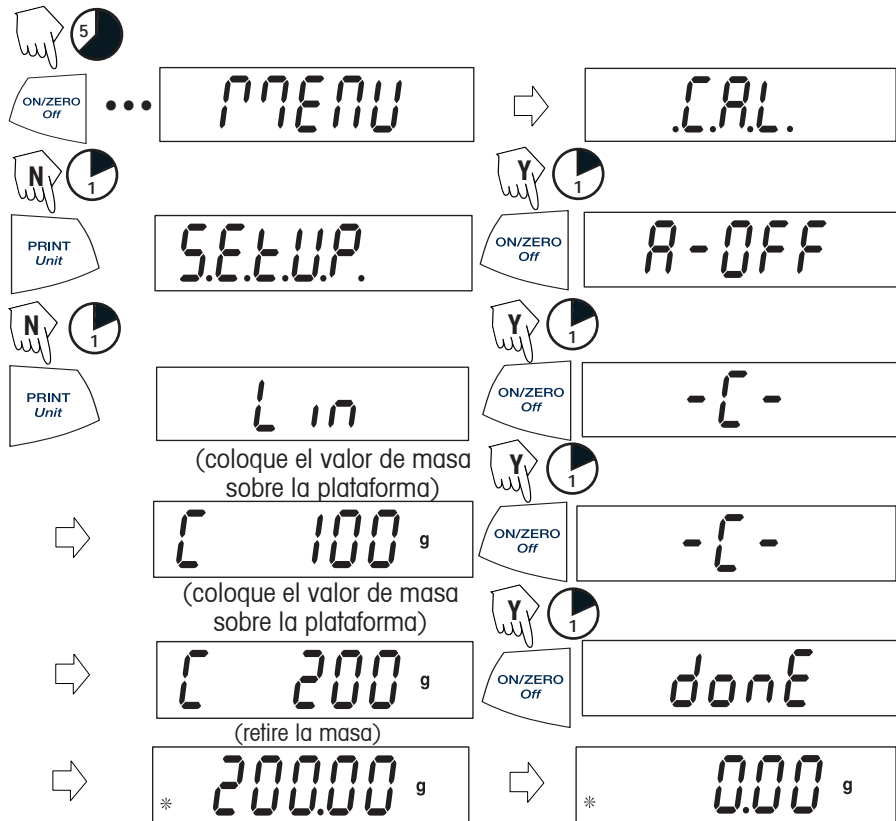 5
ON/ZERO
Off
MENU
.C.A.L.
N
1
Y
1
PRINT
Unit
S.E.t.U.P.
ON/ZERO
Off
A-OFF
N
1
Y
1
PRINT
Unit
Lin
ON/ZERO
Off
-C-
(coloque el valor de masa
sobre la plataforma)
Y
1
C 100 g
ON/ZERO
Off
-C-
(coloque el valor de masa
sobre la plataforma)
Y
1
C 200 g
ON/ZERO
Off
donE
(retire la masa)
* 200.00 g
* 0.00 g